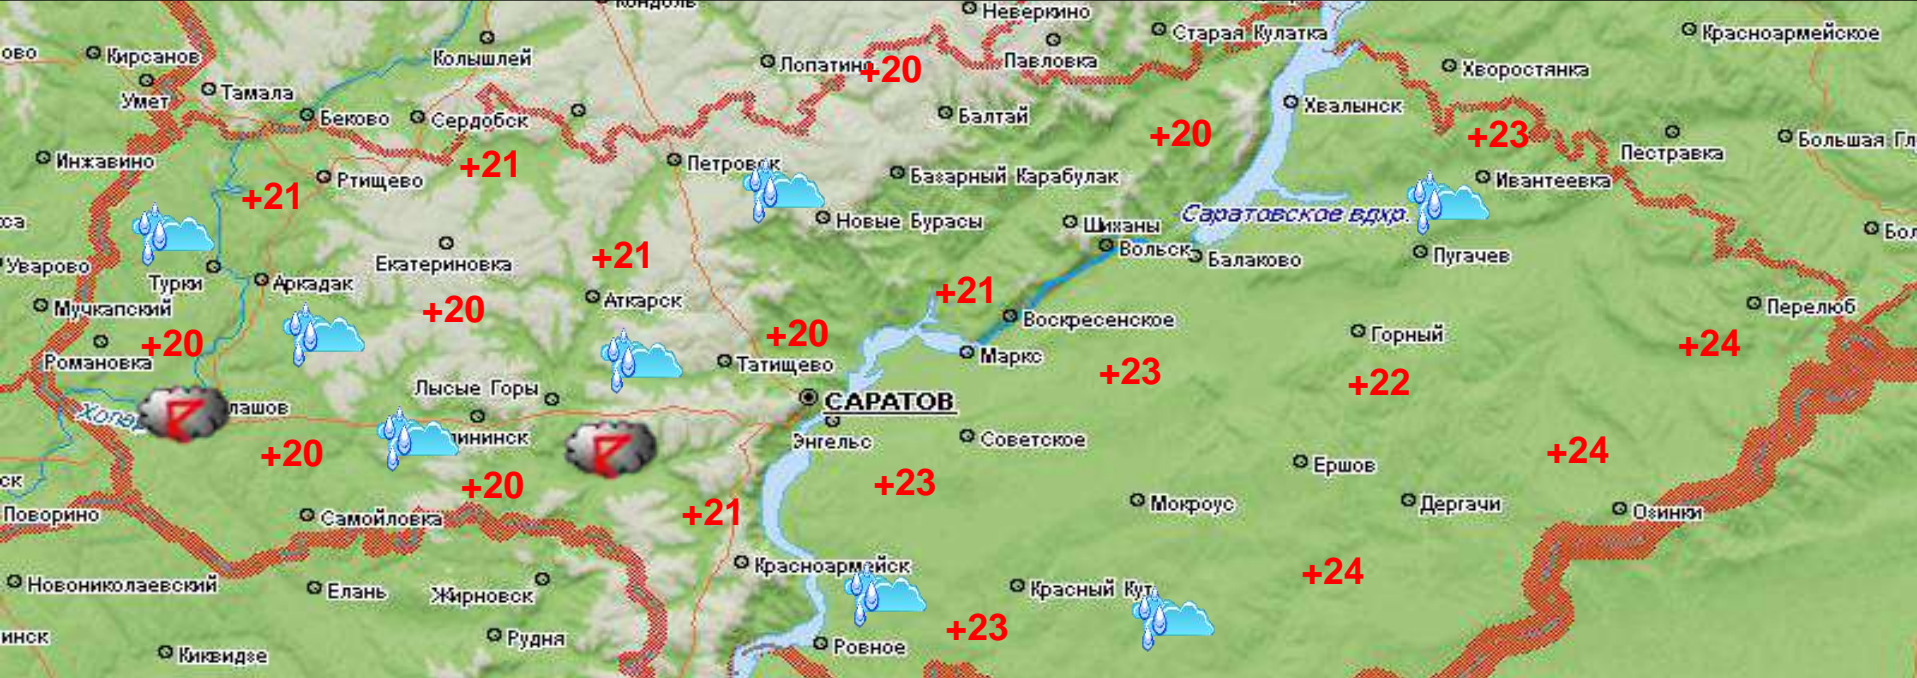 Неверкино
Старая Кулатка
Красноармейское
Кирсанов
Колышлей
Лопатино
+20
Павловка
Хворостянка
Умет
Тамала
Беково
Сердобск
Балтай
Хвалынск
+20
+23
Большая Гл
Инжавино
Ртищево
+21
+21
Петровск
Базарный Карабулак
Пестравка
Ивантеевка
Новые Бурасы
Шиханы
Саратовское вдхр.
Уварово
Турки
Аркадак
Екатериновка
+21
Вольск
Балаково
Пугачев
Мучкапский
+20
Аткарск
+21
Воскресенское
Перелюб
Романовка
+20
+20
Татищево
Маркс
Горный
+24
Лысые Горы
САРАТОВ
+23
+22
Хопер
лашов
ининск
Энгельс
Советское
+20
+20
+23
Ершов
+24
Поворино
Самойловка
+21
Мокроус
Дергачи
Озинки
Новониколаевский
Елань
Жирновск
Красноармейск
Красный Кут
+24
Киквидзе
Рудня
Ровное
+23